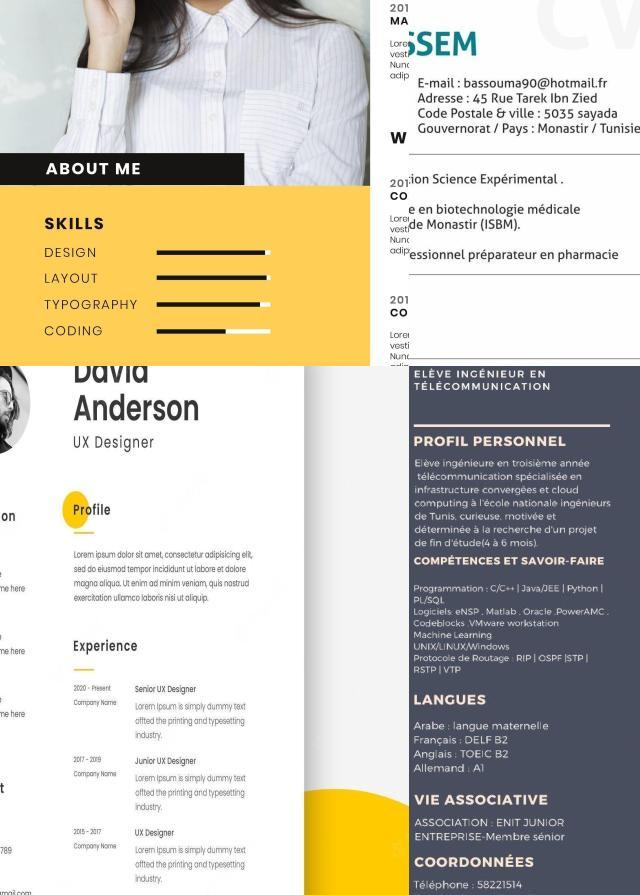 ABOUT ME
SKILLS
DESIGN
LAYOUT
TYPOGRAPHY
CODING
201
MA
Lore
vesti
Nunc
adip
W
201
CO
Lore
vesti
Nunc
adip
201
CO
Lorei
vesti
Nunc
SSEM
E-mail : bassouma90@hotmail.fr
Adresse : 45 Rue Tarek Ibn Zied
Code Postale & ville : 5035 sayada
Gouvernorat / Pays : Monastir / Tunisie
ion Science Expérimental .
e en biotechnologie médicale
de Monastir (ISBM).
essionnel préparateur en pharmacie
David
Anderson
UX Designer
on
e
me here
e
me here
e
me here
t
789
gmail.com
Profile
Lorem ipsum dolor sit amet, consectetur adipisicing elit,
sed do eiusmod tempor incididunt ut laboris nisi aliquip
magna aliqua. Ut enim ad minim veniam, quis nostrud
exercitation ullamco laboris nisi ut aliquip.
Experience
2020 - Present
Company Name
Senior UX Designer
Lorem Ipsum is simply dummy text
offted the printing and typesetting
industry.
2017 - 2019
Company Name
Junior UX Designer
Lorem Ipsum is simply dummy text
offted the printing and typesetting
industry.
2015 - 2017
Company Name
UX Designer
Lorem Ipsum is simply dummy text
offted the printing and typesetting
industry.
ELÈVE INGÉNIEUR EN
TÉLÉCOMMUNICATION
PROFIL PERSONNEL
Elève ingénieure en troisième année
télécommunication spécialisée en
infrastructure convergées et cloud
computing à l'école nationale ingénieurs
de Tunis, curieuse, motivée et
déterminée à la recherche d'un projet
de fin d'étude(4 à 6 mois).
COMPÉTENCES ET SAVOIR-FAIRE
Programmation : C/C++ | Java/JEE | Python |
PL/SQL
Logiciels: eNSP , Matlab , Oracle ,PowerAMC ,
Codeblocks ,VMware workstation
Machine Learning
UNIX/LINUX/Windows
Protocole de Routage : RIP | OSPF |STP |
RSTP | VTP
LANGUES
Arabe : langue maternelle
Français : DELF B2
Anglais : TOEIC B2
Allemand : A1
VIE ASSOCIATIVE
ASSOCIATION : ENIT JUNIOR
ENTREPRISE-Membre sénior
COORDONNÉES
Téléphone : 58221514